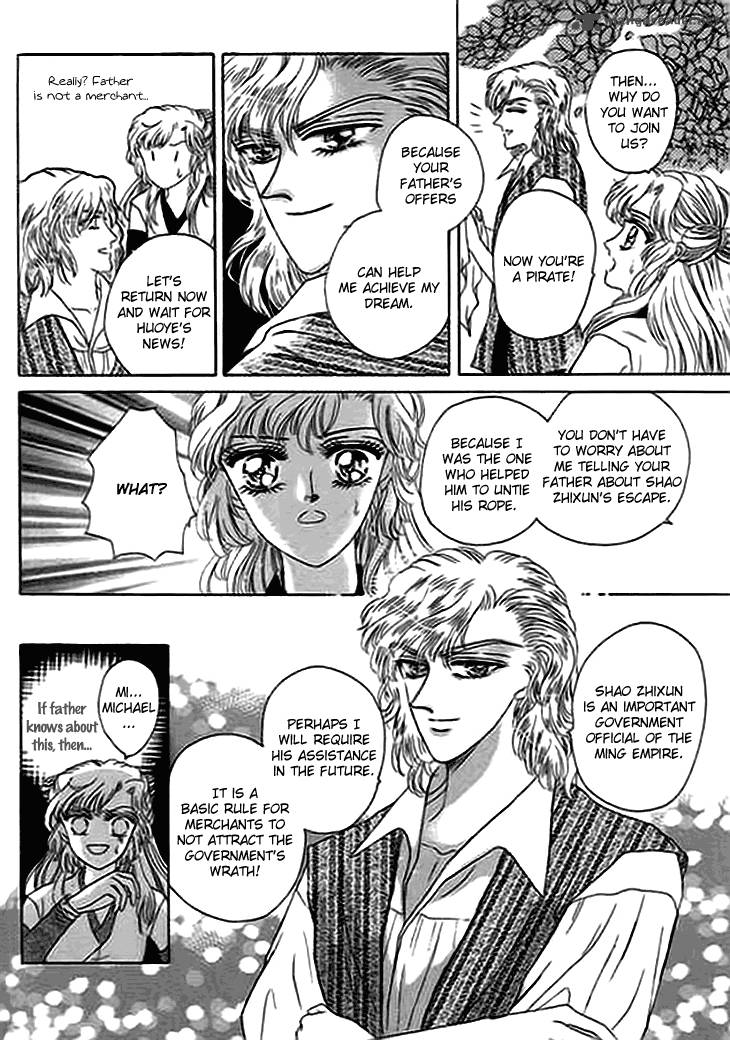 THEN...
WHY DO
YOU WANT
TO JOIN
US?
NOW YOU'RE
A PIRATE!
BECAUSE
YOUR
FATHER'S
OFFERS
CAN HELP
ME ACHIEVE MY
DREAM.
Really? Father
is not a merchant...
LET'S
RETURN NOW
AND WAIT FOR
HUOYE'S
NEWS!
YOU DON'T HAVE
TO WORRY ABOUT
ME TELLING YOUR
FATHER ABOUT SHAO
ZHIXUN'S ESCAPE.
BECAUSE I
WAS THE ONE
WHO HELPED
HIM TO UNTIE
HIS ROPE.
WHAT?
SHAO ZHIXUN
IS AN IMPORTANT
GOVERNMENT
OFFICIAL OF THE
MING EMPIRE.
PERHAPS I
WILL REQUIRE
HIS ASSISTANCE
IN THE FUTURE.
IT IS A
BASIC RULE FOR
MERCHANTS TO
NOT ATTRACT THE
GOVERNMENT'S
WRATH!
MI...
MICHAEL
...
If father
knows about
this, then...